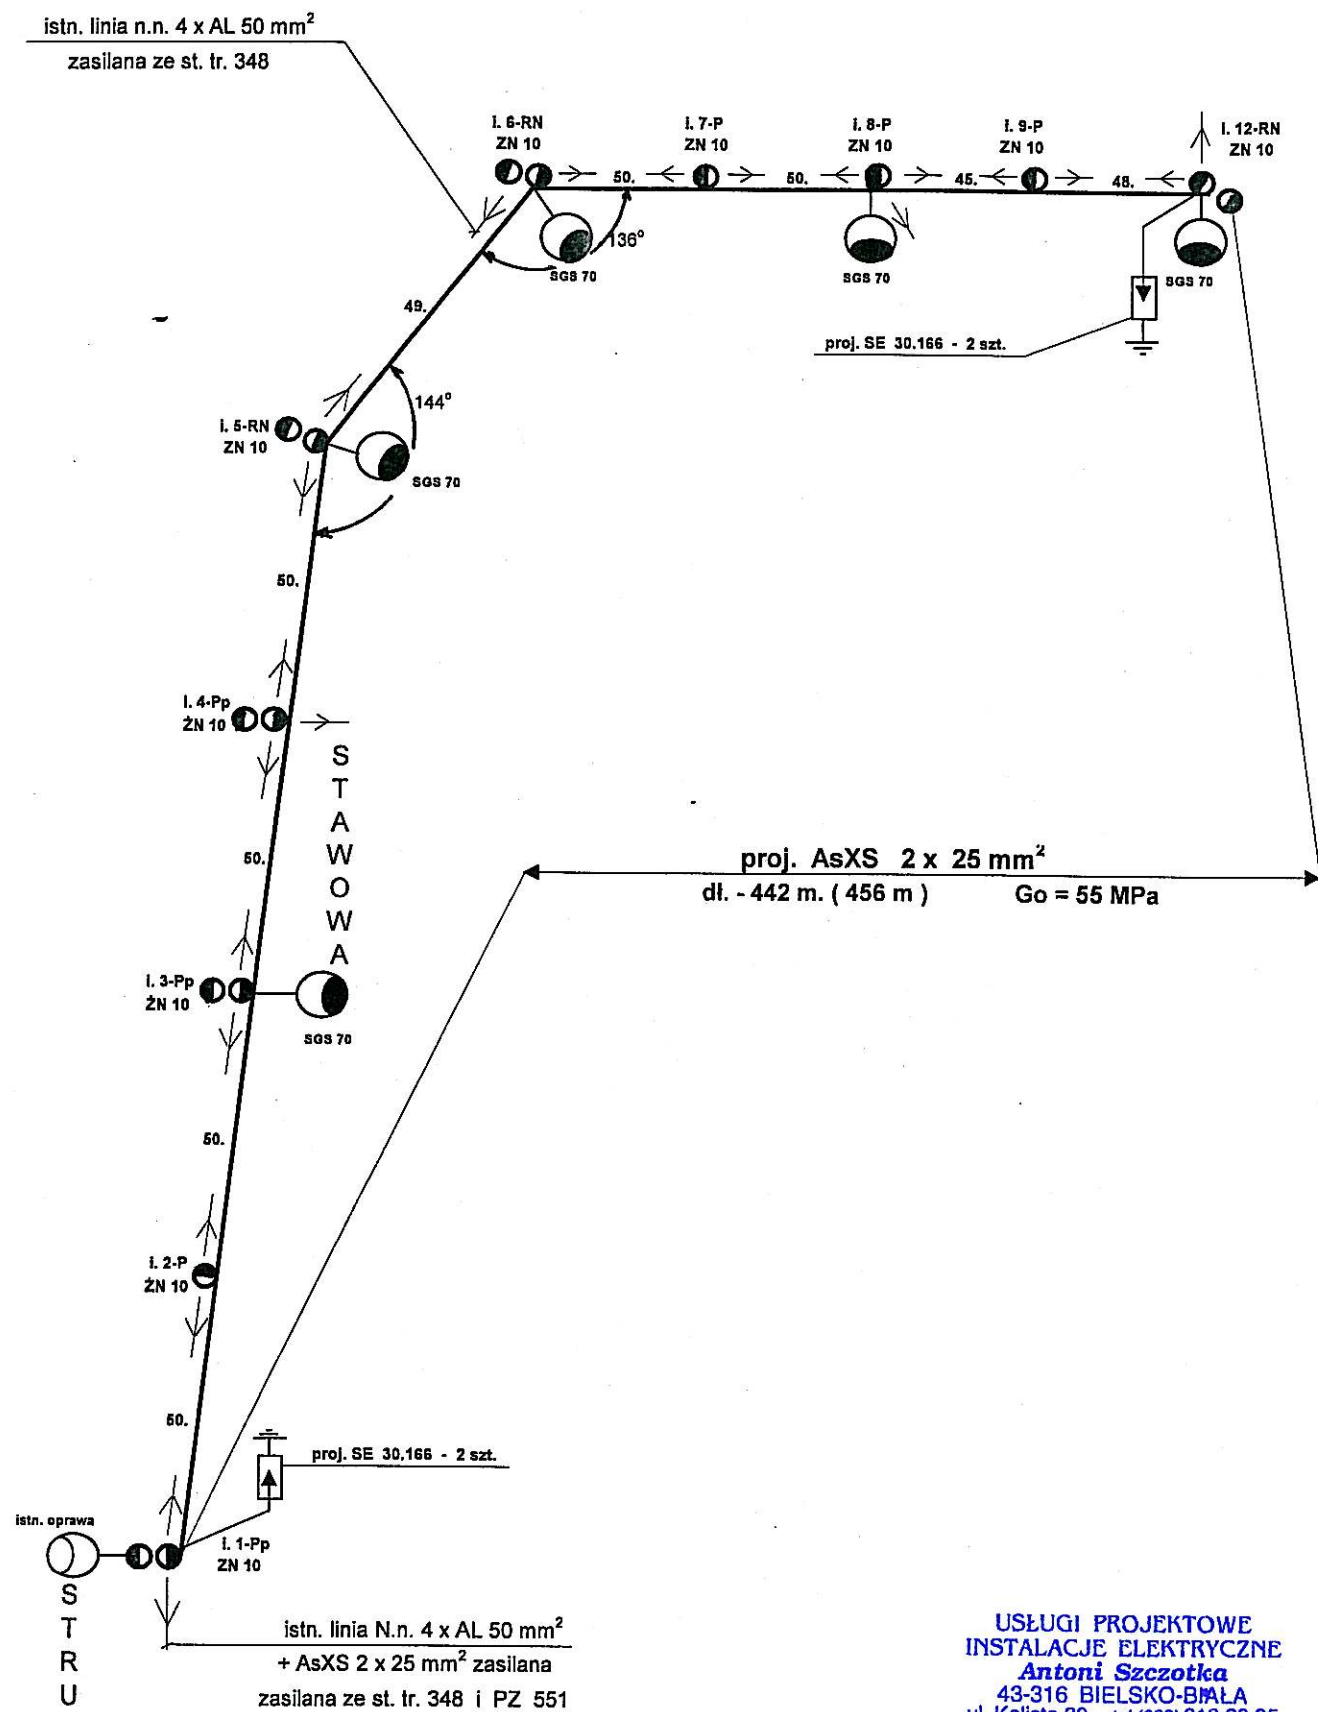 istn. linia n.n. 4 x AL 50 mm²
zasilana ze st. tr. 348
i. 6-RN
ZN 10
i. 7-P
ZN 10
i. 8-P
ZN 10
i. 9-P
ZN 10
i. 12-RN
ZN 10
50.
50.
45.
48.
136°
SGS 70
SGS 70
SGS 70
49.
proj. SE 30.166 - 2 szt.
144°
i. 5-RN
ZN 10
SGS 70
50.
i. 4-Pp
ŻN 10
STAWOWA
50.
proj. AsXS 2 x 25 mm²
dł. - 442 m. ( 456 m ) Go = 55 MPa
i. 3-Pp
ŻN 10
SGS 70
50.
i. 2-P
ŻN 10
50.
proj. SE 30.166 - 2 szt.
istn. oprawa
i. 1-Pp
ZN 10
STRU
istn. linia N.n. 4 x AL 50 mm²
+ AsXS 2 x 25 mm² zasilana
zasilana ze st. tr. 348 i PZ 551
USŁUGI PROJEKTOWE
INSTALACJE ELEKTRYCZNE
Antoni Szczotka
43-316 BIELSKO-BIAŁA